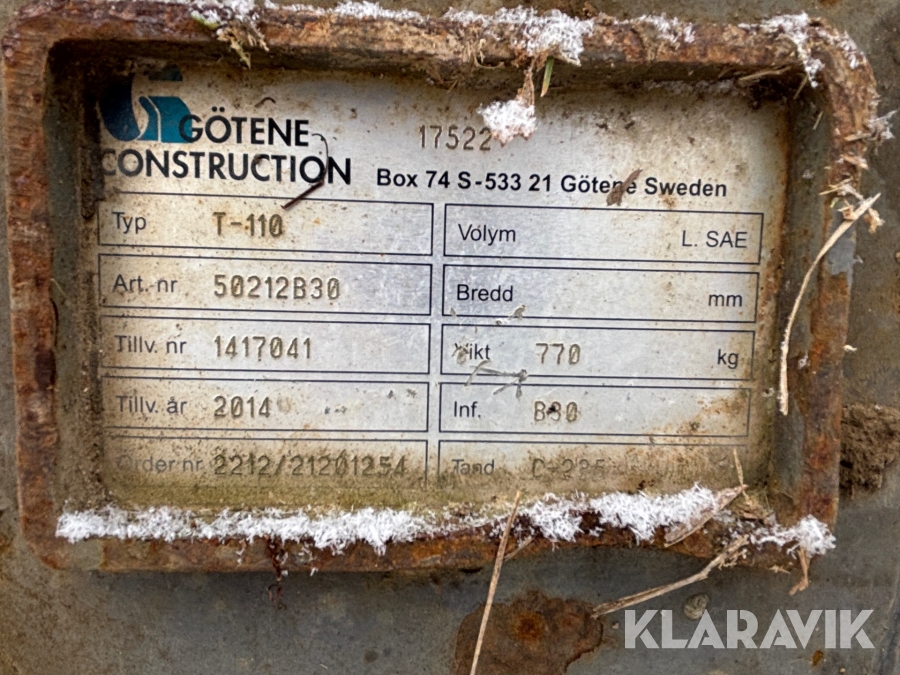 GÖTENE
CONSTRUCTION
17522
Box 74 S-533 21 Götene Sweden
Typ T-110
Volym L. SAE
Art.-nr 50212B30
Bredd mm
Tillv. nr 1417041
Vikt 770 kg
Tillv. år 2014
Inf. B30
Order nr 2212/21201254
Tand
KLARAVIK